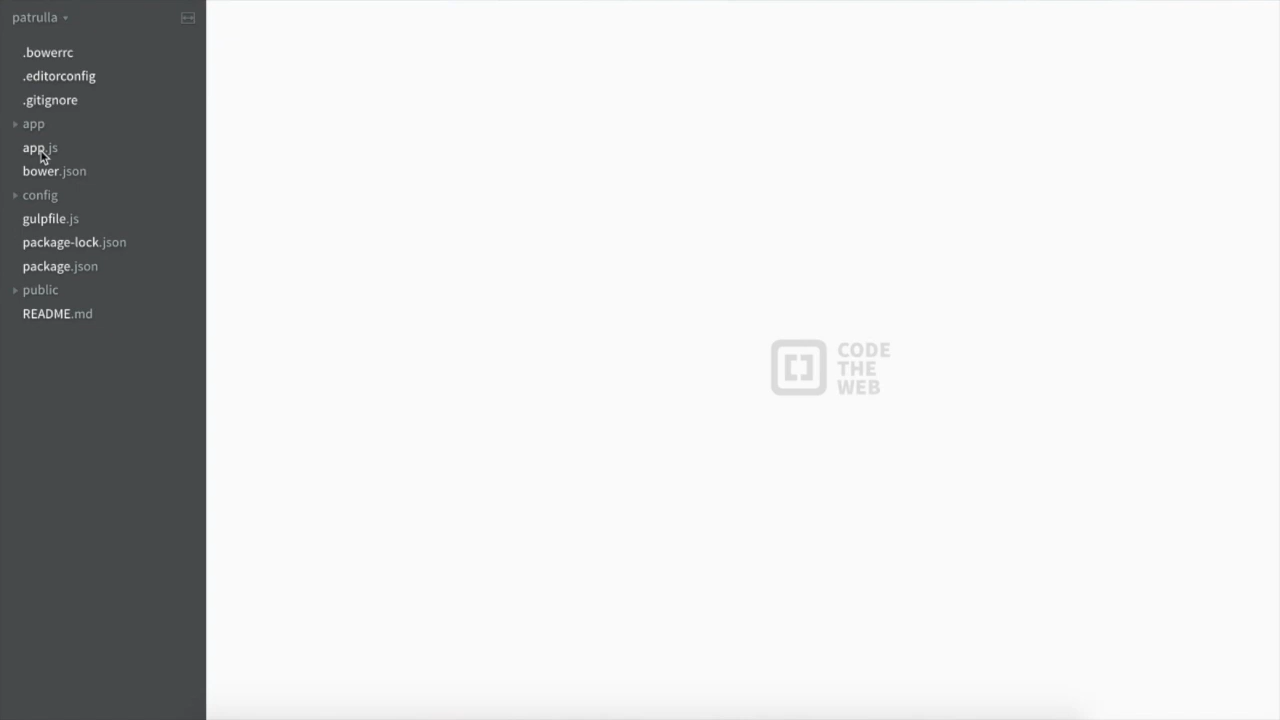 patrulla
.bowerrc
.editorconfig
.gitignore
app
app.js
bower.json
config
gulpfile.js
package-lock.json
package.json
public
README.md
CODE
THE
WEB